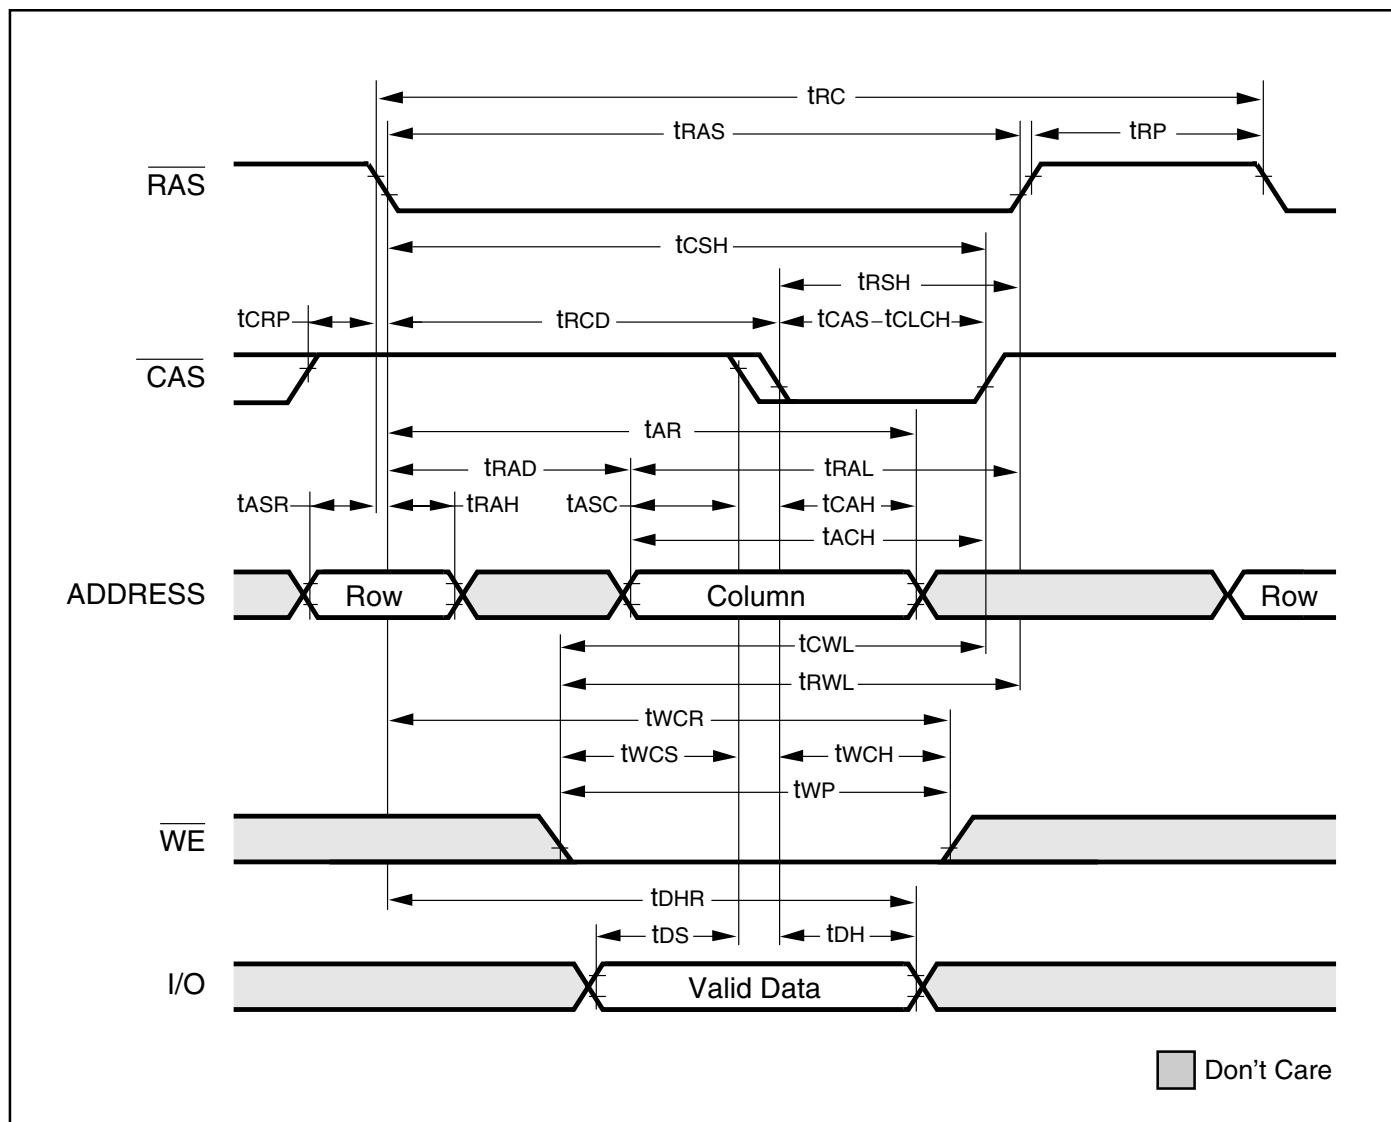 tRC
tRAS
tRP
RAS
tCSH
tRSH
tCRP
tRCD
tCAS
tCLCH
CAS
tAR
tRAD
tRAL
tASR
tRAH
tASC
tCAH
tACH
ADDRESS
Row
Column
Row
tCWL
tRWL
tWCR
tWCS
tWCH
tWP
WE
tDHR
tDS
tDH
I/O
Valid Data
Don't Care